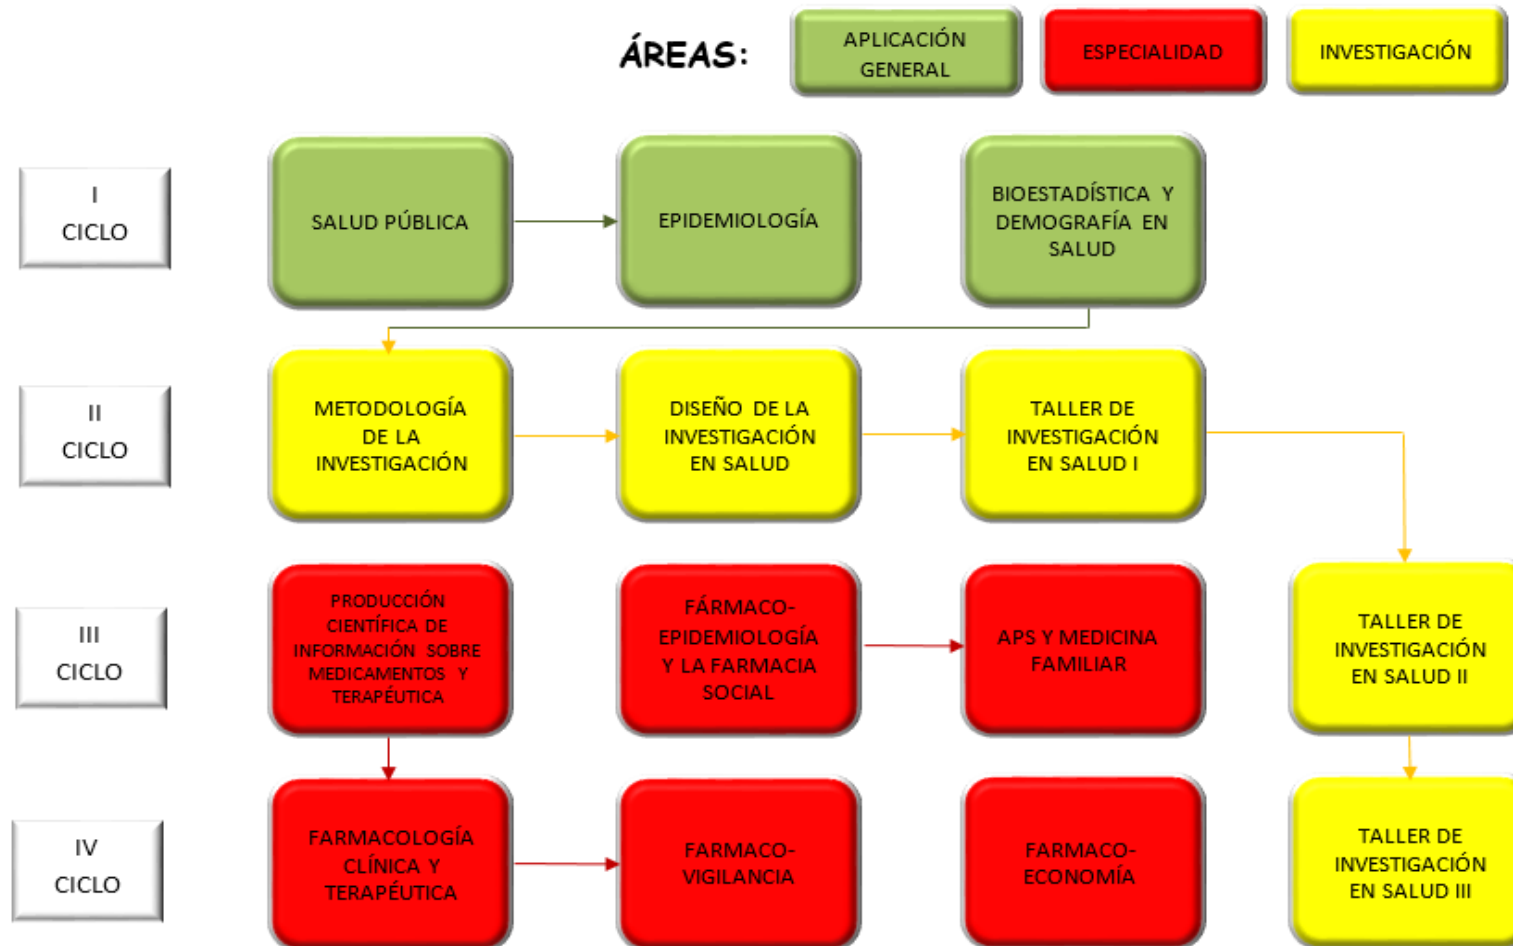 ÁREAS:
APLICACIÓN
GENERAL
ESPECIALIDAD
INVESTIGACIÓN
I
CICLO
SALUD PÚBLICA
EPIDEMIOLOGÍA
BIOESTADÍSTICA Y
DEMOGRAFÍA EN
SALUD
II
CICLO
METODOLOGÍA
DE LA
INVESTIGACIÓN
DISEÑO DE LA
INVESTIGACIÓN
EN SALUD
TALLER DE
INVESTIGACIÓN
EN SALUD I
III
CICLO
PRODUCCIÓN
CIENTÍFICA DE
INFORMACIÓN SOBRE
MEDICAMENTOS Y
TERAPÉUTICA
FÁRMACO-
EPIDEMIOLOGÍA
Y LA FARMACIA
SOCIAL
APS Y MEDICINA
FAMILIAR
TALLER DE
INVESTIGACIÓN
EN SALUD II
IV
CICLO
FARMACOLOGÍA
CLÍNICA Y
TERAPÉUTICA
FARMACO-
VIGILANCIA
FARMACO-
ECONOMÍA
TALLER DE
INVESTIGACIÓN
EN SALUD III